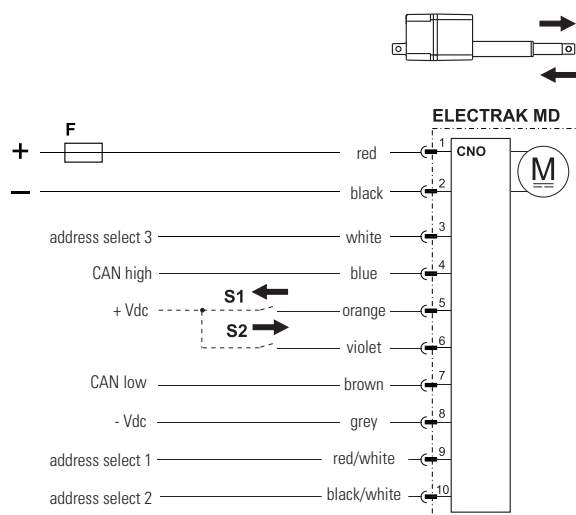 ELECTRAK MD
F
+ red 1 CNO
M
− black 2
address select 3 white 3
CAN high blue 4
S1
+ Vdc orange 5
S2
violet 6
CAN low brown 7
- Vdc grey 8
address select 1 red/white 9
address select 2 black/white 10